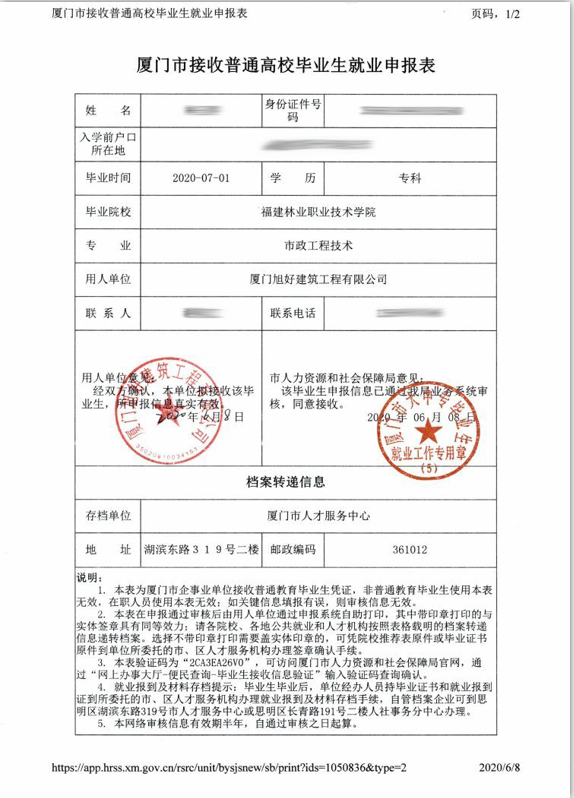 厦门市接收普通高校毕业生就业申报表 页码，1/2
厦门市接收普通高校毕业生就业申报表
姓 名 身份证件号码
入学前户口所在地
毕业时间 2020-07-01 学 历 专科
毕业院校 福建林业职业技术学院
专 业 市政工程技术
用人单位 厦门旭好建筑工程有限公司
联 系 人 联系电话
用人单位意见：
经双方确认，本单位拟接收该毕
业生，所申报信息真实有效。
2020年6月8日
市人力资源和社会保障局意见：
该毕业生申报信息已通过我局业务系统审
核，同意接收。
2020 年 06 月 08 日
就业工作专用章
(5)
档案转递信息
存档单位 厦门市人才服务中心
地 址 湖滨东路３１９号二楼 邮政编码 361012
说明：
1. 本表为厦门市企事业单位接收普通教育毕业生凭证，非普通教育毕业生使用本表
无效，在职人员使用本表无效；如关键信息填报有误，则审核信息无效。
2. 本表在申报通过审核后由用人单位通过申报系统自助打印，其中带印章打印的与
实体签章具有同等效力；请各院校、各地公共就业和人才机构按照表格载明的档案转递
信息递转档案。选择不带印章打印需要盖实体印章的，可凭院校推荐表原件或毕业证书
原件到单位所委托的市、区人才服务机构办理签章确认手续。
3. 本表验证码为“2CA3EA26V0”，可访问厦门市人力资源和社会保障局官网，通
过“网上办事大厅-便民查询-毕业生接收信息验证”输入验证码查询确认。
4. 就业报到及材料存档提示：毕业生毕业后，单位经办人员持毕业证书和就业报到
证到所委托的市、区人才服务机构办理就业报到及材料存档手续，自管档案企业可到思
明区湖滨东路319号市人才服务中心或思明区长青路191号二楼人社事务分中心办理。
5. 本网络审核信息有效期半年，自通过审核之日起算。
https://app.hrss.xm.gov.cn/rsrc/unit/bysjsnew/sb/print?ids=1050836&type=2 2020/6/8